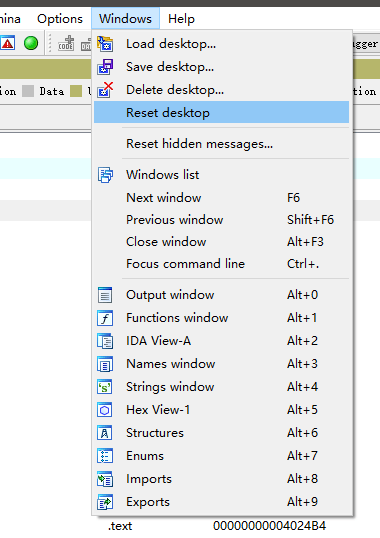 nina Options Windows Help
Load desktop...
gger
Save desktop...
Delete desktop...
ion Data U tion
Reset desktop
Reset hidden messages...
Windows list
Next window F6
Previous window Shift+F6
Close window Alt+F3
Focus command line Ctrl+.
Output window Alt+0
Functions window Alt+1
IDA View-A Alt+2
Names window Alt+3
Strings window Alt+4
Hex View-1 Alt+5
Structures Alt+6
Enums Alt+7
Imports Alt+8
Exports Alt+9
.text 00000000004024B4